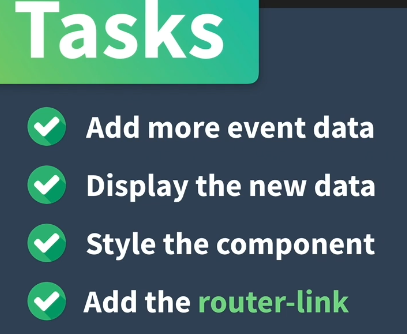 Tasks
Add more event data
Display the new data
Style the component
Add the router-link